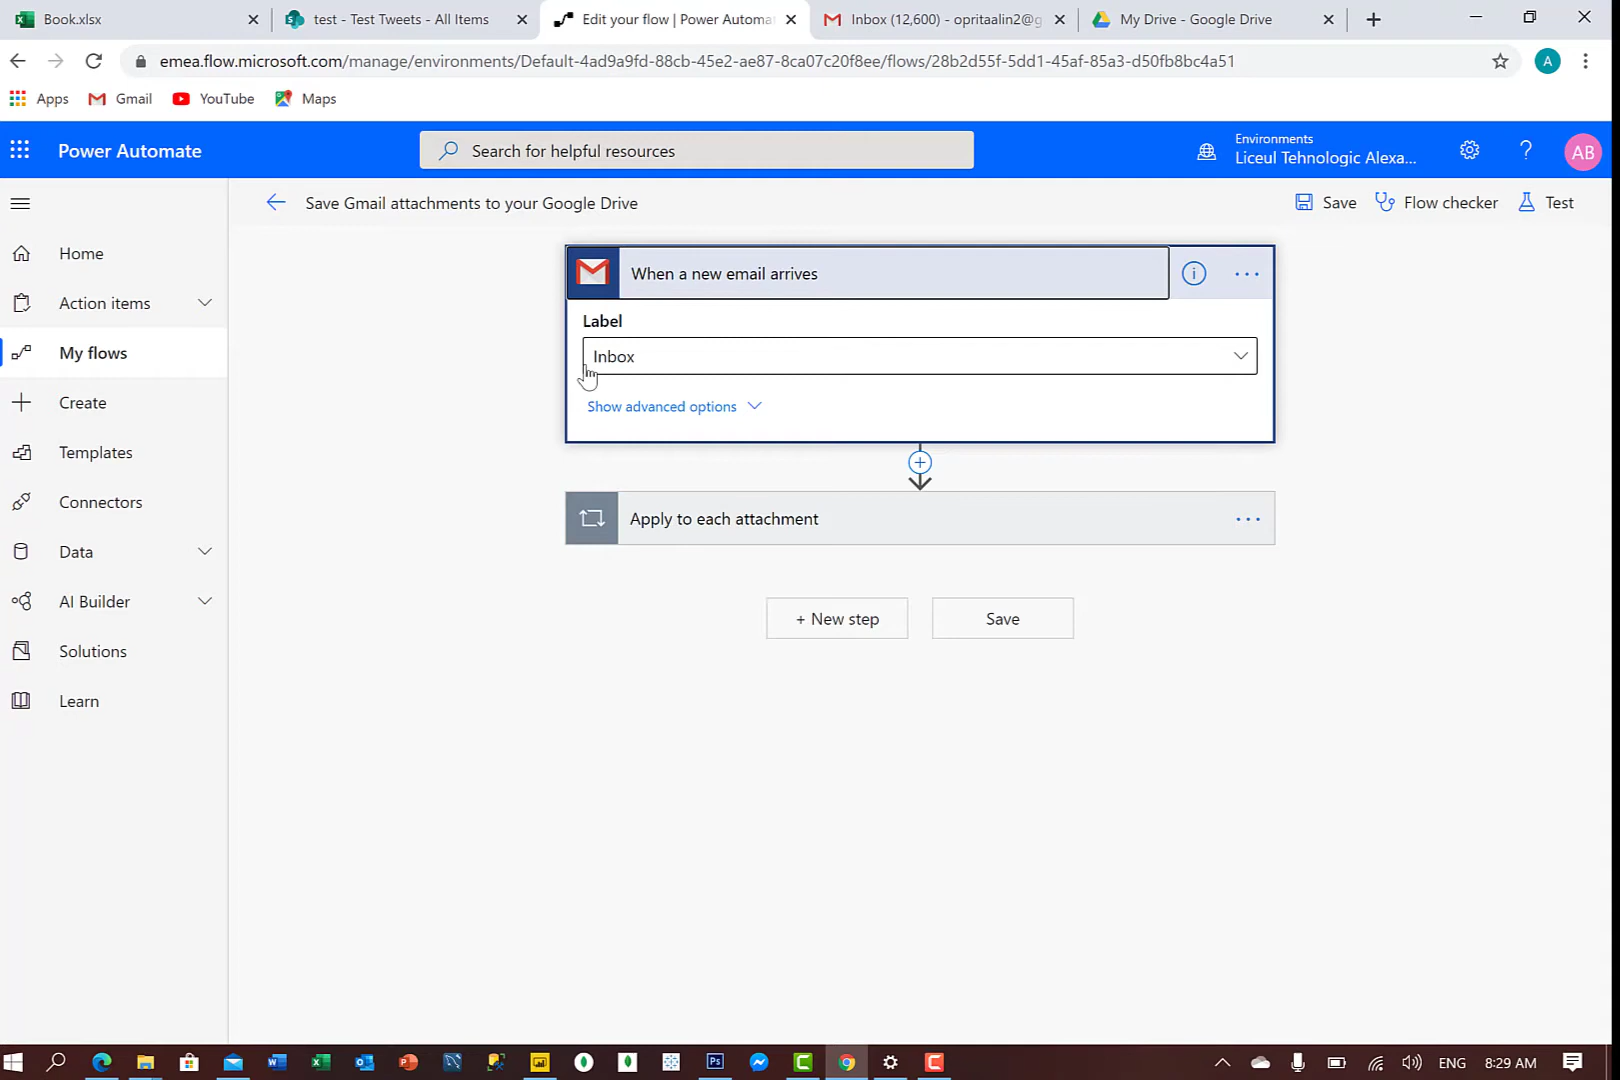 Book.xlsx
test - Test Tweets - All Items
Edit your flow | Power Automa
Inbox (12,600) - opritaalin2@g
My Drive - Google Drive
emea.flow.microsoft.com/manage/environments/Default-4ad9a9fd-88cb-45e2-ae87-8ca07c20f8ee/flows/28b2d55f-5dd1-45af-85a3-d50fb8bc4a51
A
Apps
Gmail
YouTube
Maps
Power Automate
Search for helpful resources
Environments
Liceul Tehnologic Alexa...
?
AB
Save Gmail attachments to your Google Drive
Save
Flow checker
Test
Home
Action items
My flows
Create
Templates
Connectors
Data
AI Builder
Solutions
Learn
When a new email arrives
Label
Inbox
Show advanced options
Apply to each attachment
+ New step
Save
ENG
8:29 AM